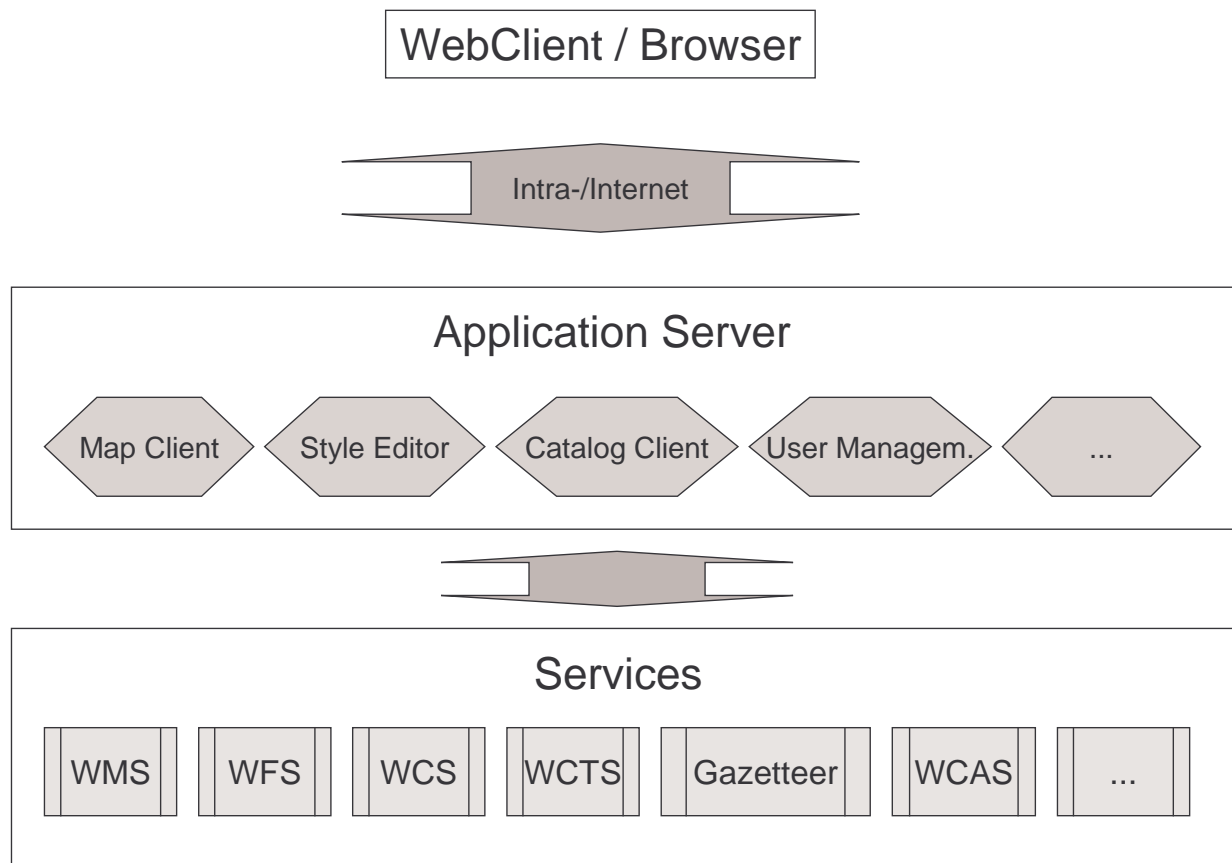 WebClient / Browser
Intra-/Internet
Application Server
Map Client
Style Editor
Catalog Client
User Managem.
...
Services
WMS
WFS
WCS
WCTS
Gazetteer
WCAS
...